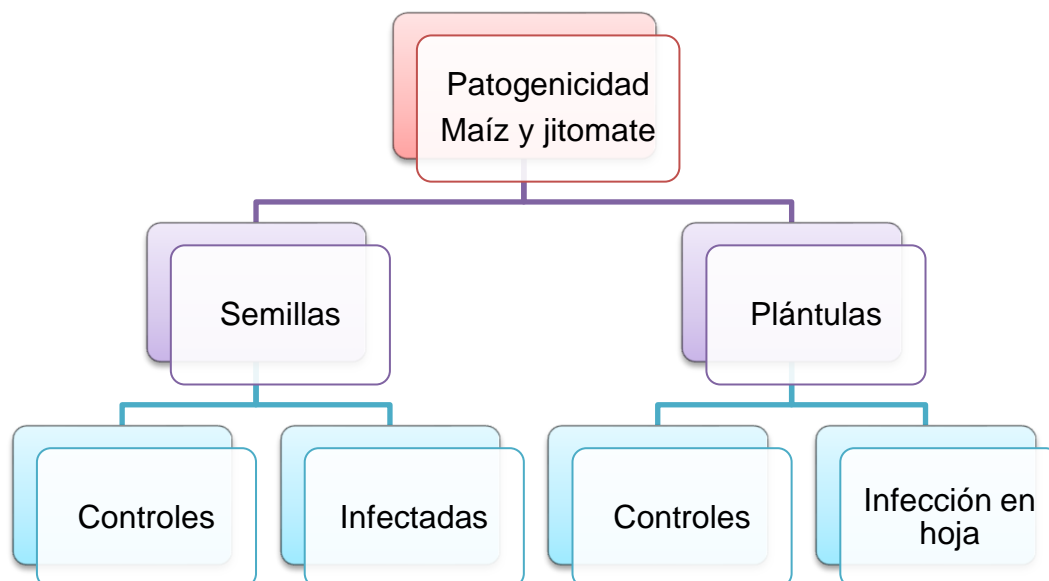 Patogenicidad
Maíz y jitomate
Semillas
Plántulas
Controles
Infectadas
Controles
Infección en
hoja